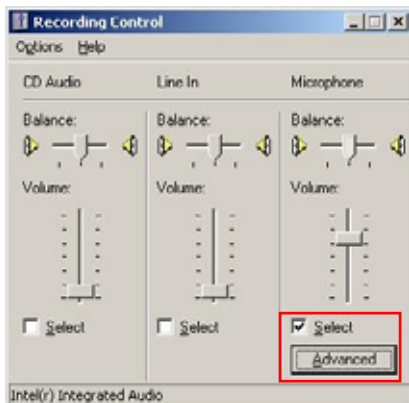 Recording Control
Options Help
CD Audio Line In Microphone
Balance: Balance: Balance:
Volume: Volume: Volume:
Select Select Select
Advanced
Intel(r) Integrated Audio